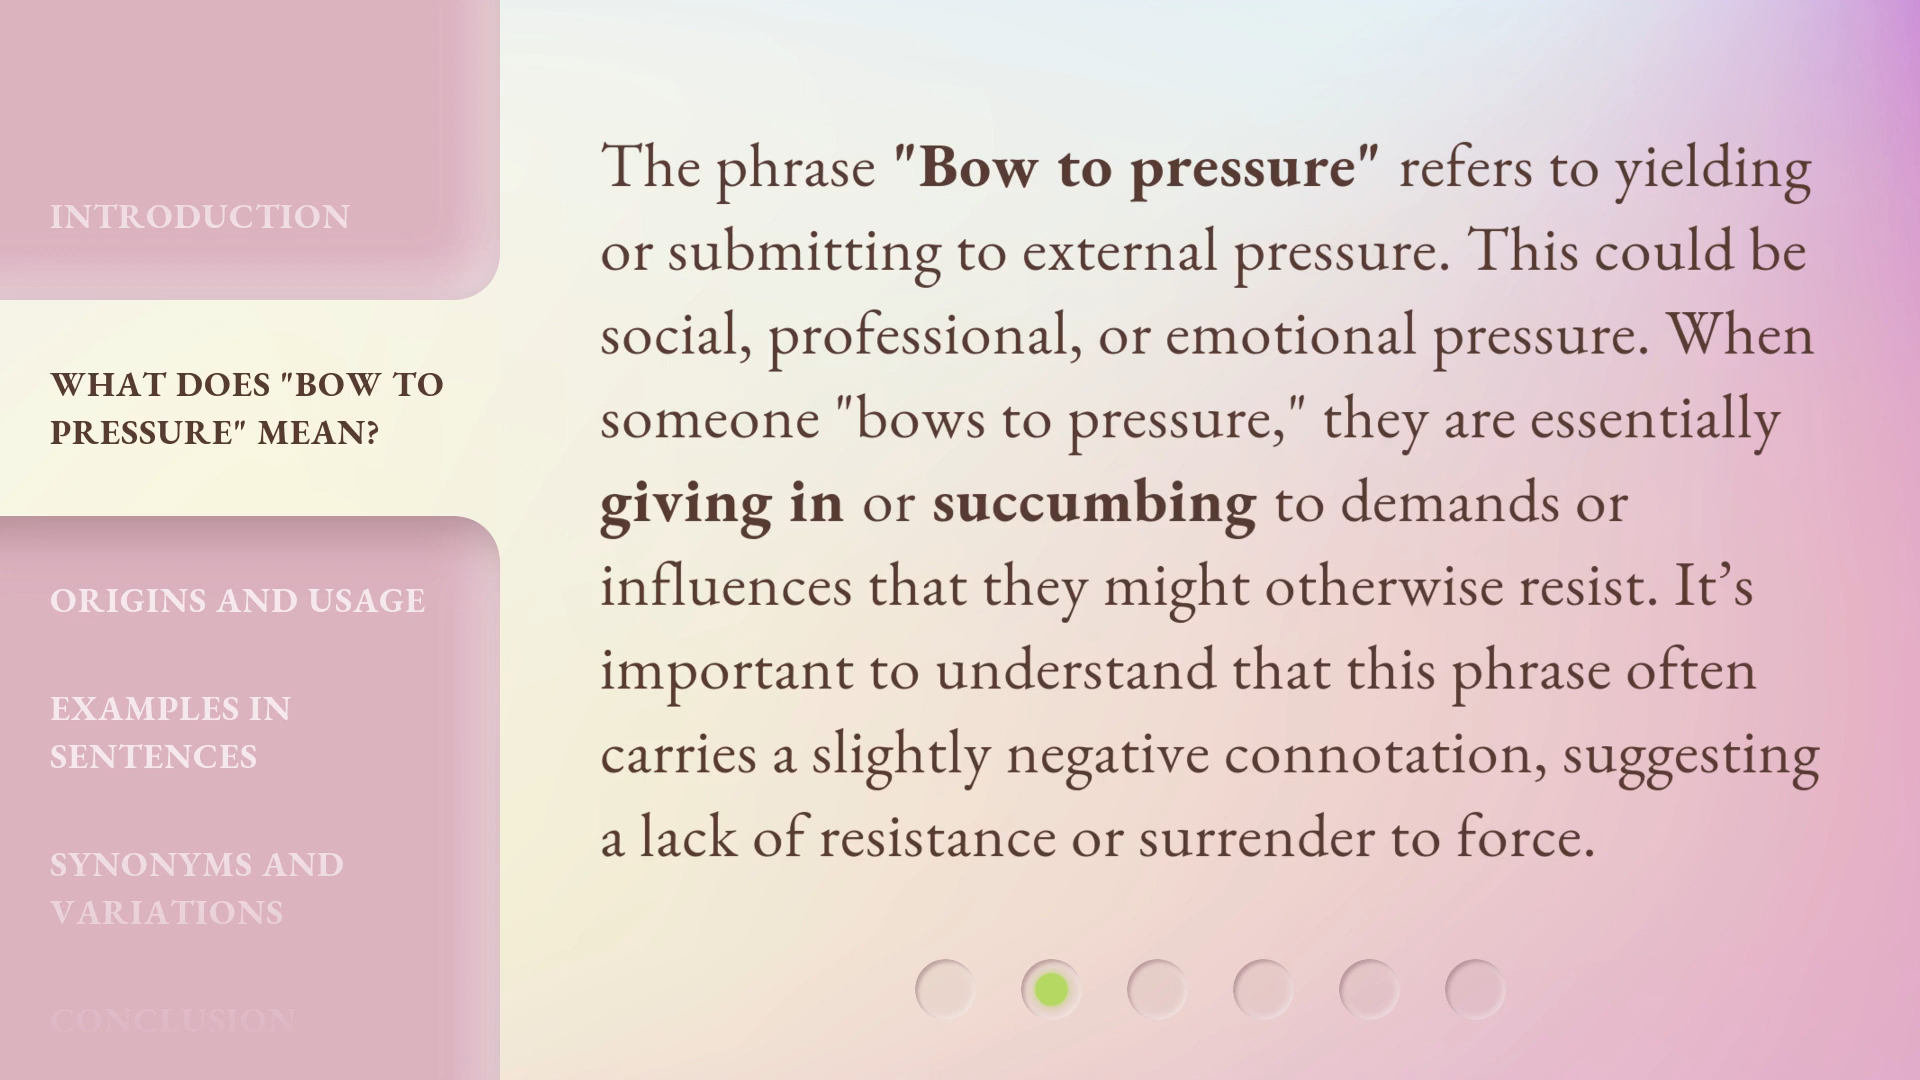 INTRODUCTION
WHAT DOES "BOW TO
PRESSURE" MEAN?
ORIGINS AND USAGE
EXAMPLES IN
SENTENCES
SYNONYMS AND
VARIATIONS
CONCLUSION
The phrase "Bow to pressure" refers to yielding
or submitting to external pressure. This could be
social, professional, or emotional pressure. When
someone "bows to pressure," they are essentially
giving in or succumbing to demands or
influences that they might otherwise resist. It’s
important to understand that this phrase often
carries a slightly negative connotation, suggesting
a lack of resistance or surrender to force.